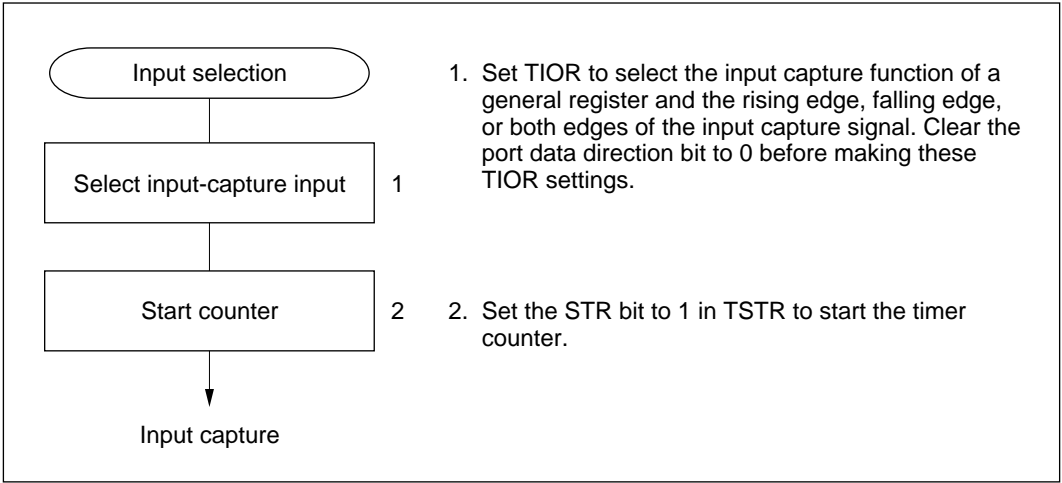 Input selection
1. Set TIOR to select the input capture function of a
general register and the rising edge, falling edge,
or both edges of the input capture signal. Clear the
port data direction bit to 0 before making these
TIOR settings.
Select input-capture input 1
Start counter 2
2. Set the STR bit to 1 in TSTR to start the timer
counter.
Input capture